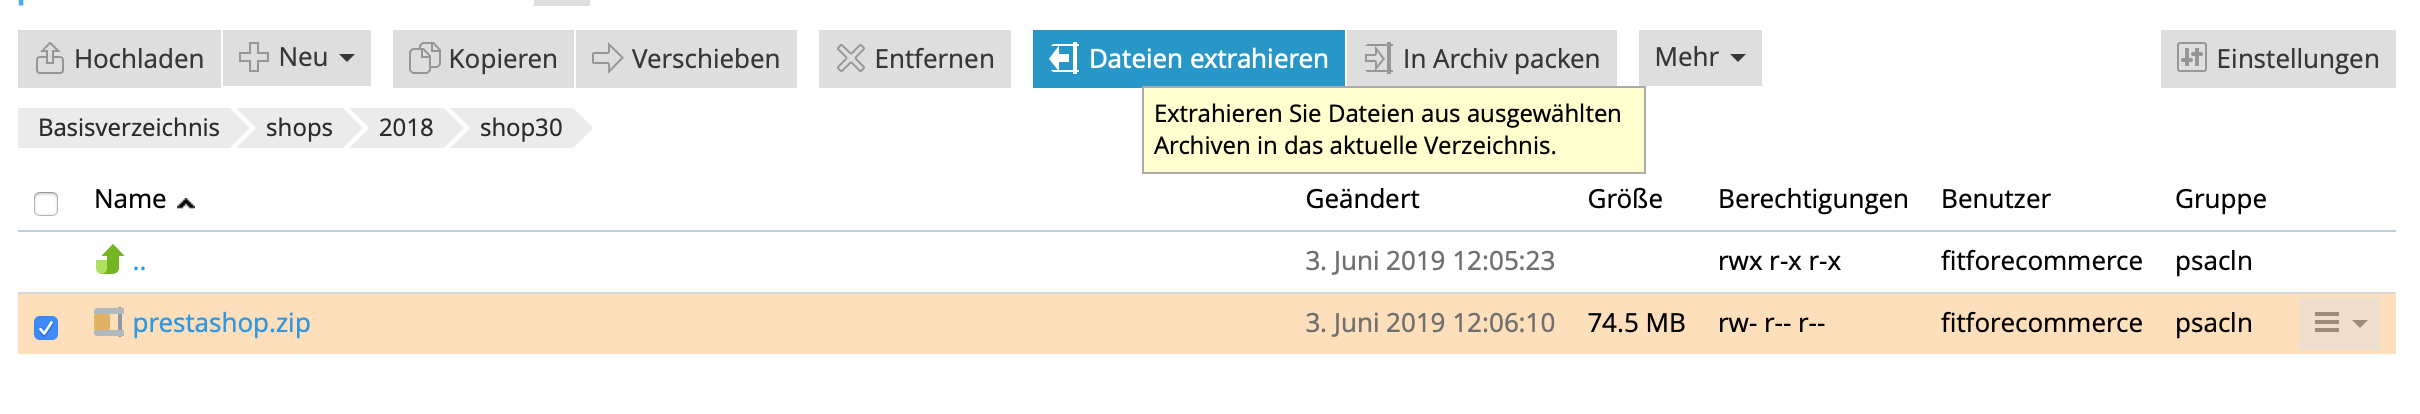 Hochladen Neu Kopieren Verschieben Entfernen Dateien extrahieren In Archiv packen Mehr Einstellungen
Basisverzeichnis shops 2018 shop30
Extrahieren Sie Dateien aus ausgewählten
Archiven in das aktuelle Verzeichnis.
Name Geändert Größe Berechtigungen Benutzer Gruppe
.. 3. Juni 2019 12:05:23 rwx r-x r-x fitforecommerce psacln
prestashop.zip 3. Juni 2019 12:06:10 74.5 MB rw- r-- r-- fitforecommerce psacln